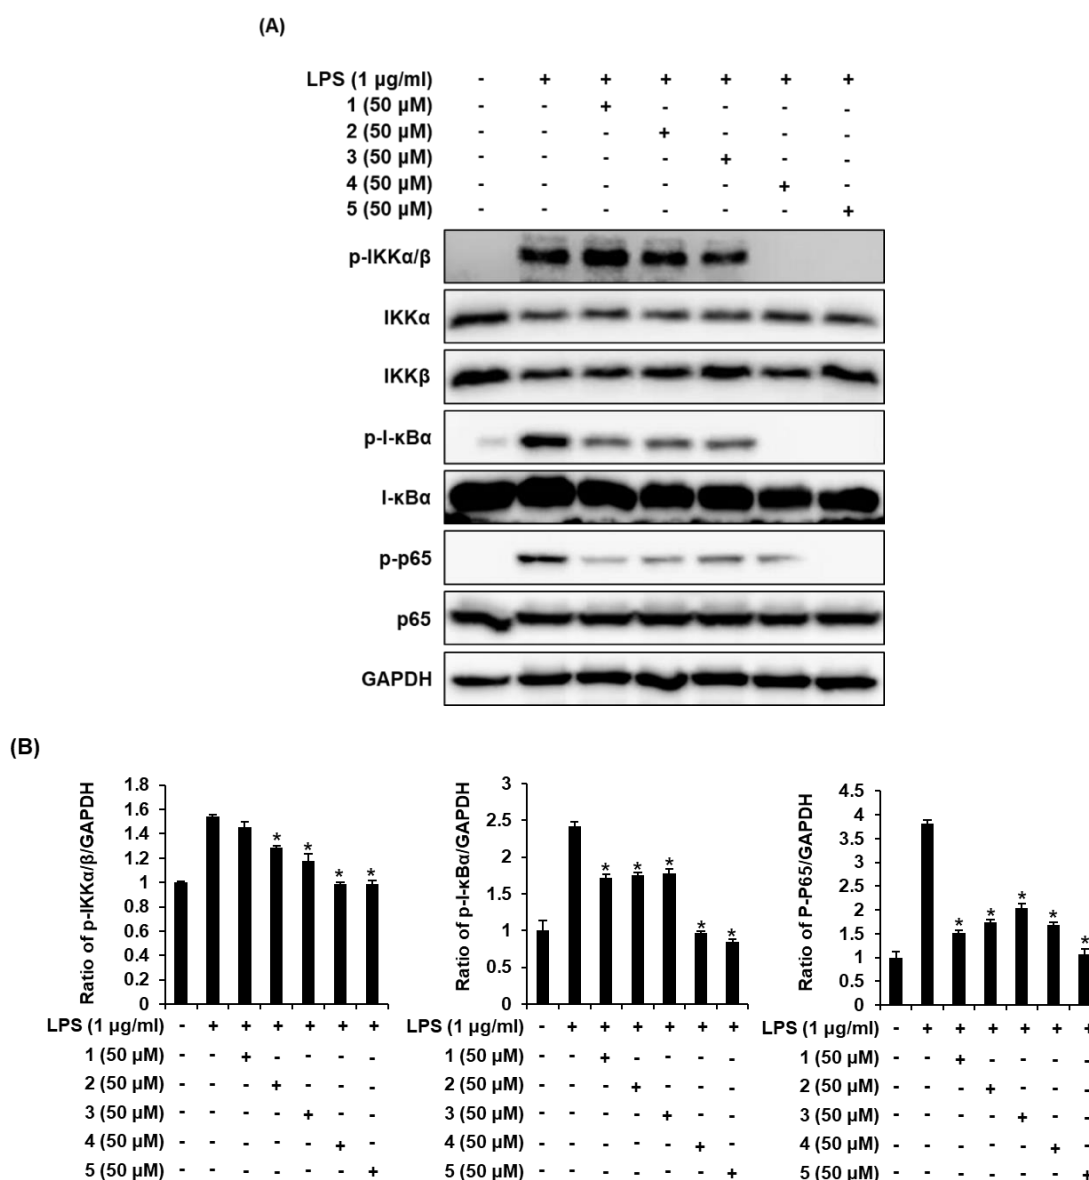 (A)
LPS (1 µg/ml) - + + + + + +
1 (50 µM) - - + - - - -
2 (50 µM) - - - + - - -
3 (50 µM) - - - - + - -
4 (50 µM) - - - - - + -
5 (50 µM) - - - - - - +
p-IKKα/β
IKKα
IKKβ
p-I-κBα
I-κBα
p-p65
p65
GAPDH
(B)
Ratio of p-IKKα/β/GAPDH
1.8
1.6
1.4
1.2
1
0.8
0.6
0.4
0.2
0
* * * *
LPS (1 µg/ml) - + + + + + +
1 (50 µM) - - + - - - -
2 (50 µM) - - - + - - -
3 (50 µM) - - - - + - -
4 (50 µM) - - - - - + -
5 (50 µM) - - - - - - +
Ratio of p-I-κBα/GAPDH
3
2.5
2
1.5
1
0.5
0
* * * * *
LPS (1 µg/ml) - + + + + + +
1 (50 µM) - - + - - - -
2 (50 µM) - - - + - - -
3 (50 µM) - - - - + - -
4 (50 µM) - - - - - + -
5 (50 µM) - - - - - - +
Ratio of P-P65/GAPDH
4.5
4
3.5
3
2.5
2
1.5
1
0.5
0
* * * * *
LPS (1 µg/ml) - + + + + + +
1 (50 µM) - - + - - - -
2 (50 µM) - - - + - - -
3 (50 µM) - - - - + - -
4 (50 µM) - - - - - + -
5 (50 µM) - - - - - - +